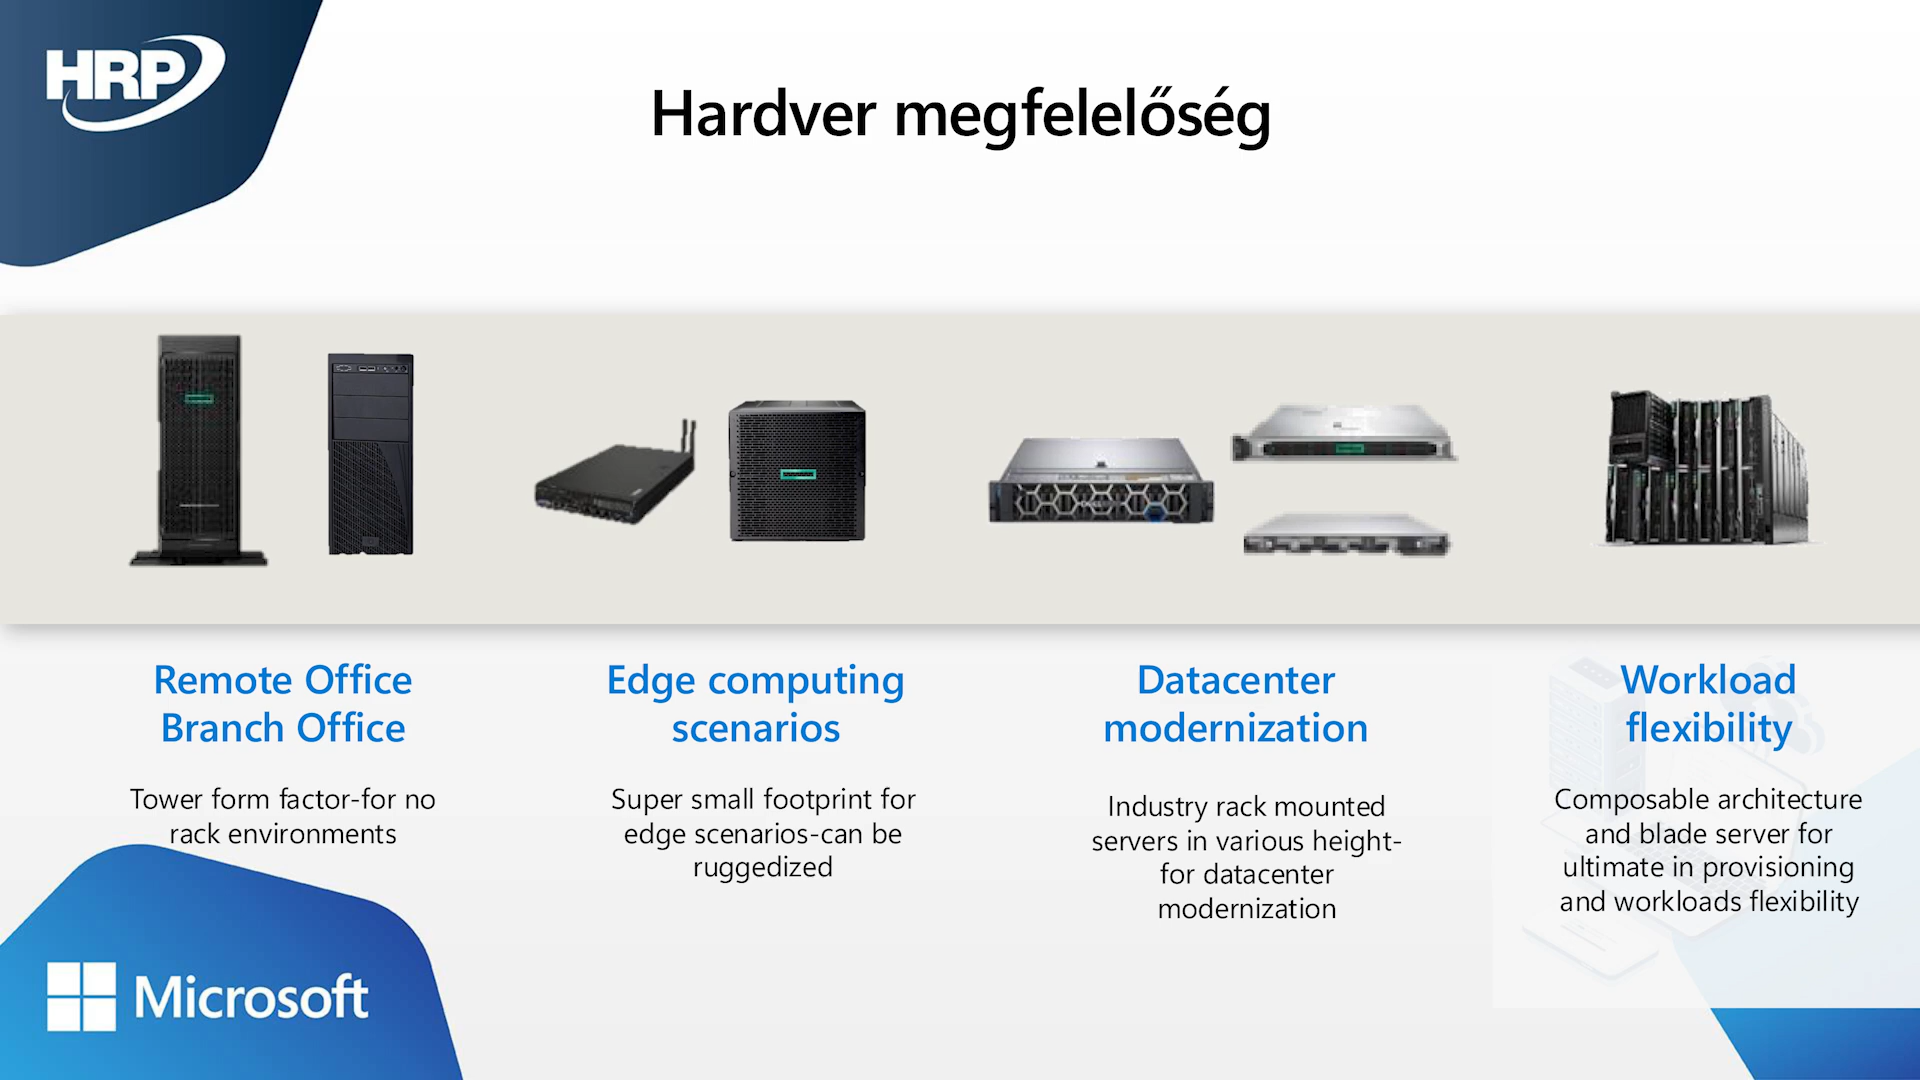 HRP
Hardver megfelelőség
Remote Office
Branch Office
Tower form factor-for no
rack environments
Edge computing
scenarios
Super small footprint for
edge scenarios-can be
ruggedized
Datacenter
modernization
Industry rack mounted
servers in various height-
for datacenter
modernization
Workload
flexibility
Composable architecture
and blade server for
ultimate in provisioning
and workloads flexibility
Microsoft